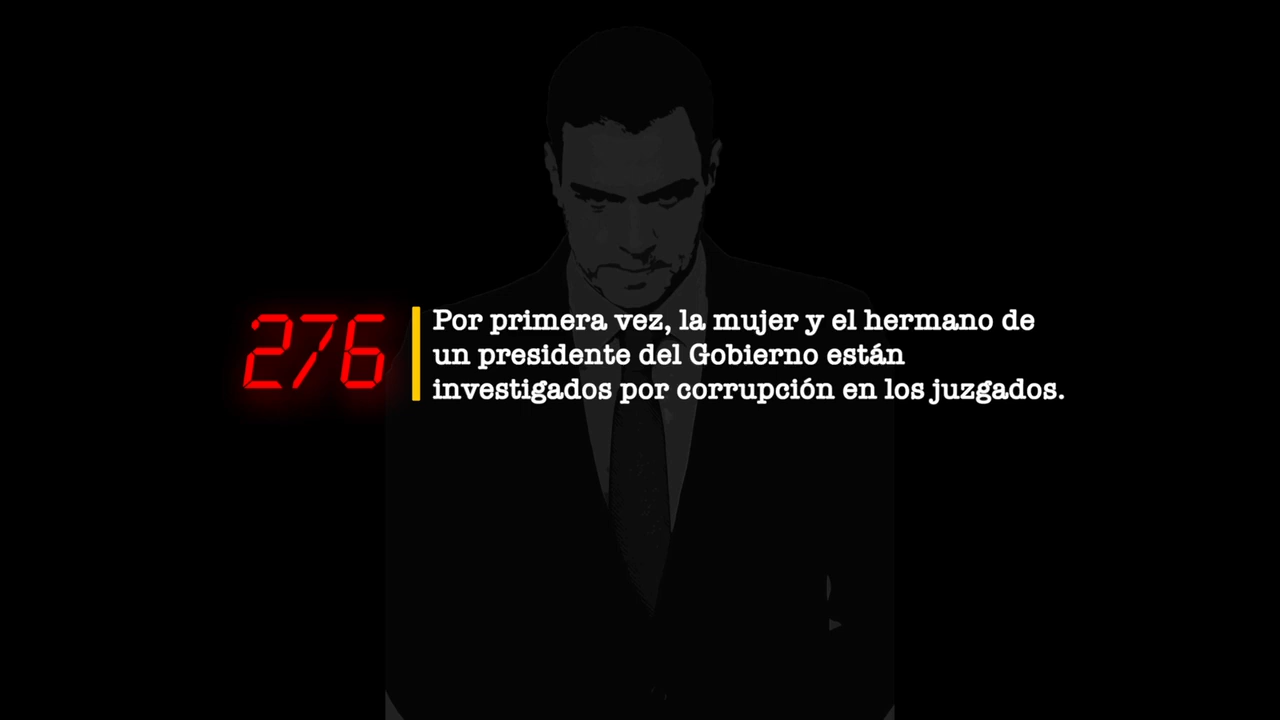 276
Por primera vez, la mujer y el hermano de
un presidente del Gobierno están
investigados por corrupción en los juzgados.